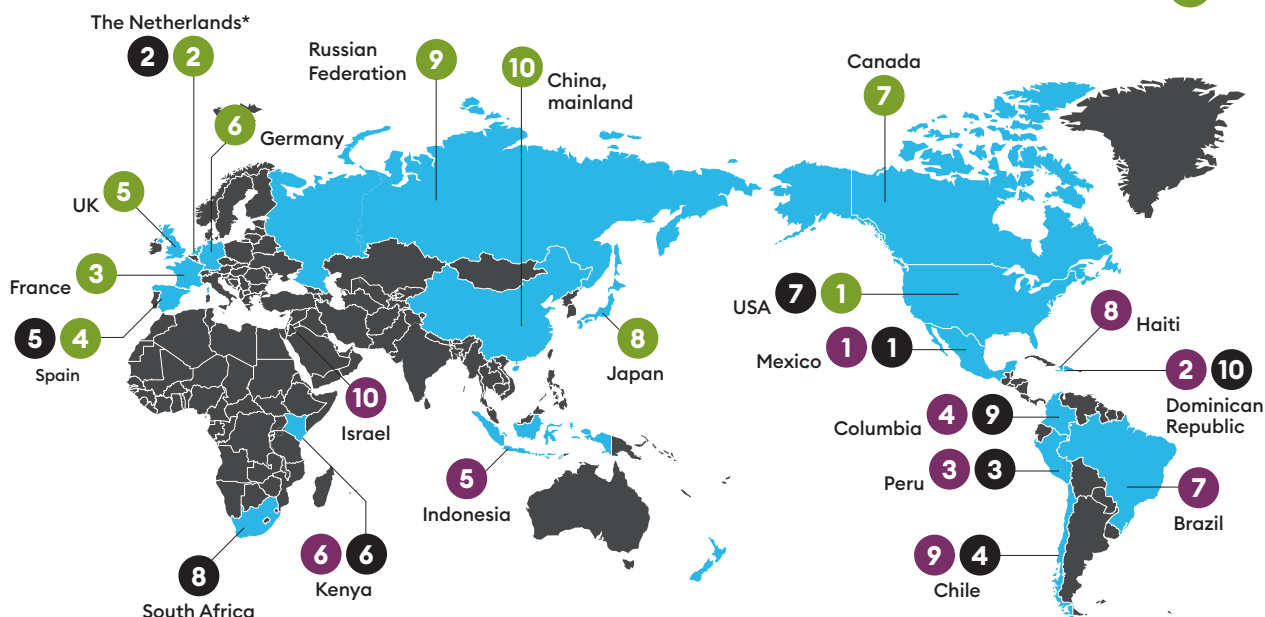 The Netherlands*
2 2
Russian
Federation
9
10
China,
mainland
Canada
7
6
Germany
UK
5
France
3
5 4
Spain
8
Japan
10
Israel
5
Indonesia
6 6
Kenya
8
South Africa
USA
7 1
Mexico
1 1
8
Haiti
2 10
Dominican
Republic
Columbia
4 9
Peru
3 3
7
Brazil
9 4
Chile